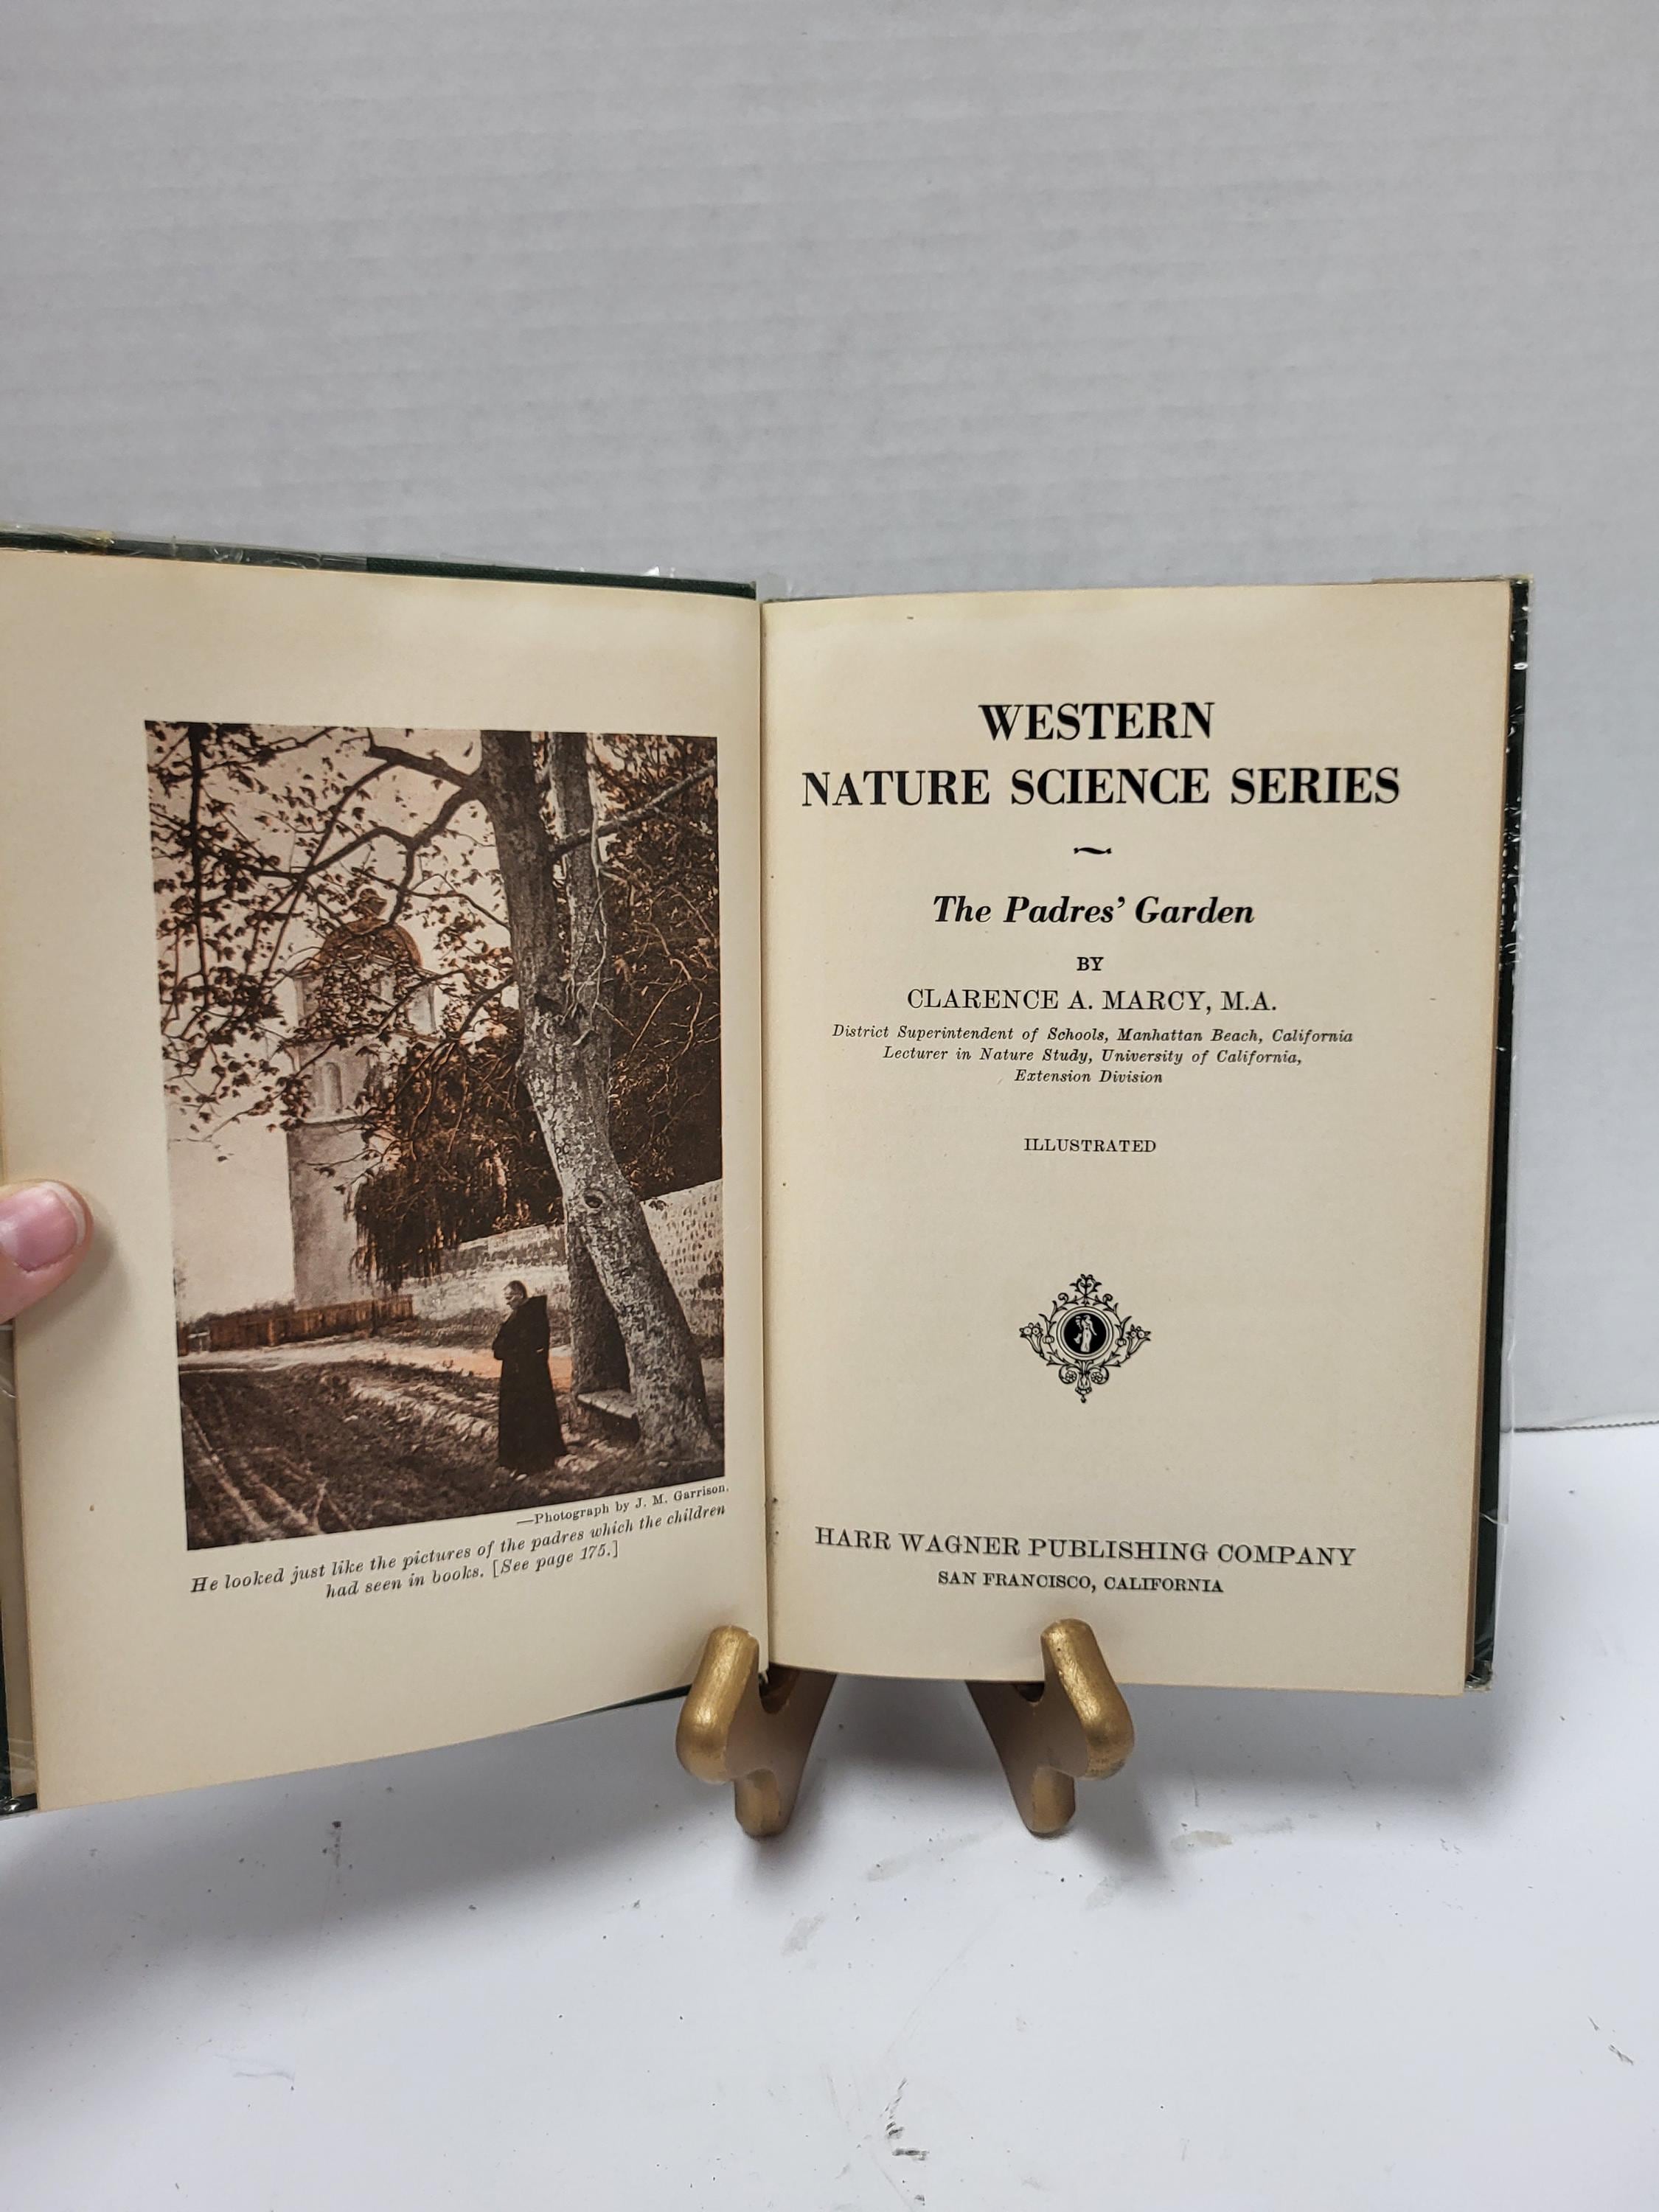 —Photograph by J. M. Garrison.
He looked just like the pictures of the padres which the children
had seen in books. [See page 175.]
WESTERN
NATURE SCIENCE SERIES
The Padres' Garden
BY
CLARENCE A. MARCY, M.A.
District Superintendent of Schools, Manhattan Beach, California
Lecturer in Nature Study, University of California,
Extension Division
ILLUSTRATED
HARR WAGNER PUBLISHING COMPANY
SAN FRANCISCO, CALIFORNIA